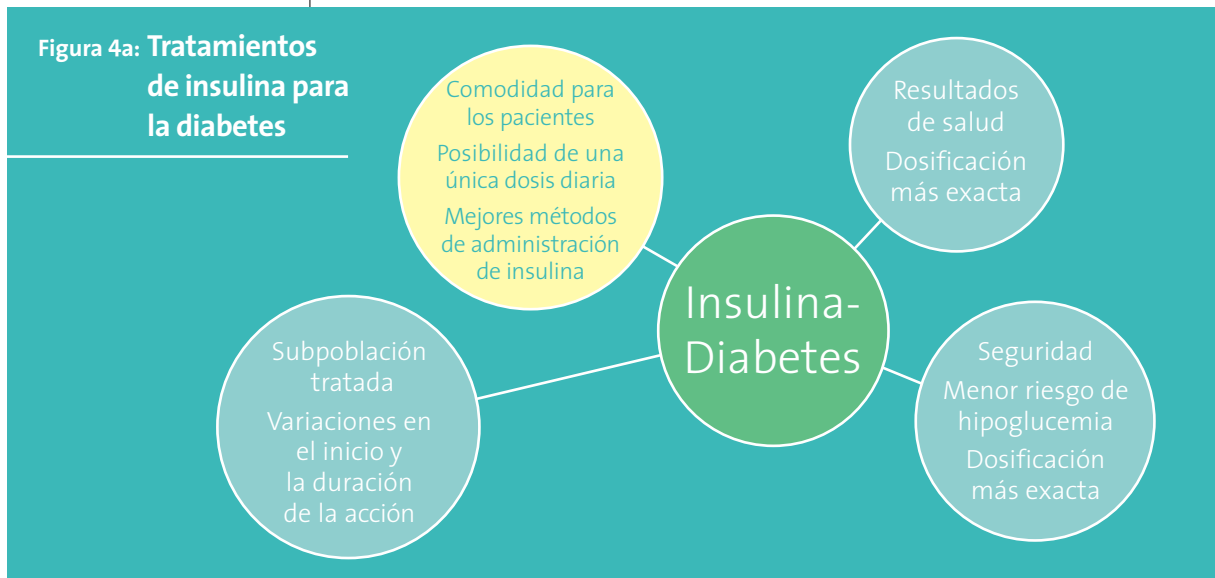 Figura 4a: Tratamientos
de insulina para
la diabetes
Comodidad para
los pacientes
Posibilidad de una
única dosis diaria
Mejores métodos
de administración
de insulina
Resultados
de salud
Dosificación
más exacta
Insulina-
Diabetes
Subpoblación
tratada
Variaciones en
el inicio y
la duración
de la acción
Seguridad
Menor riesgo de
hipoglucemia
Dosificación
más exacta